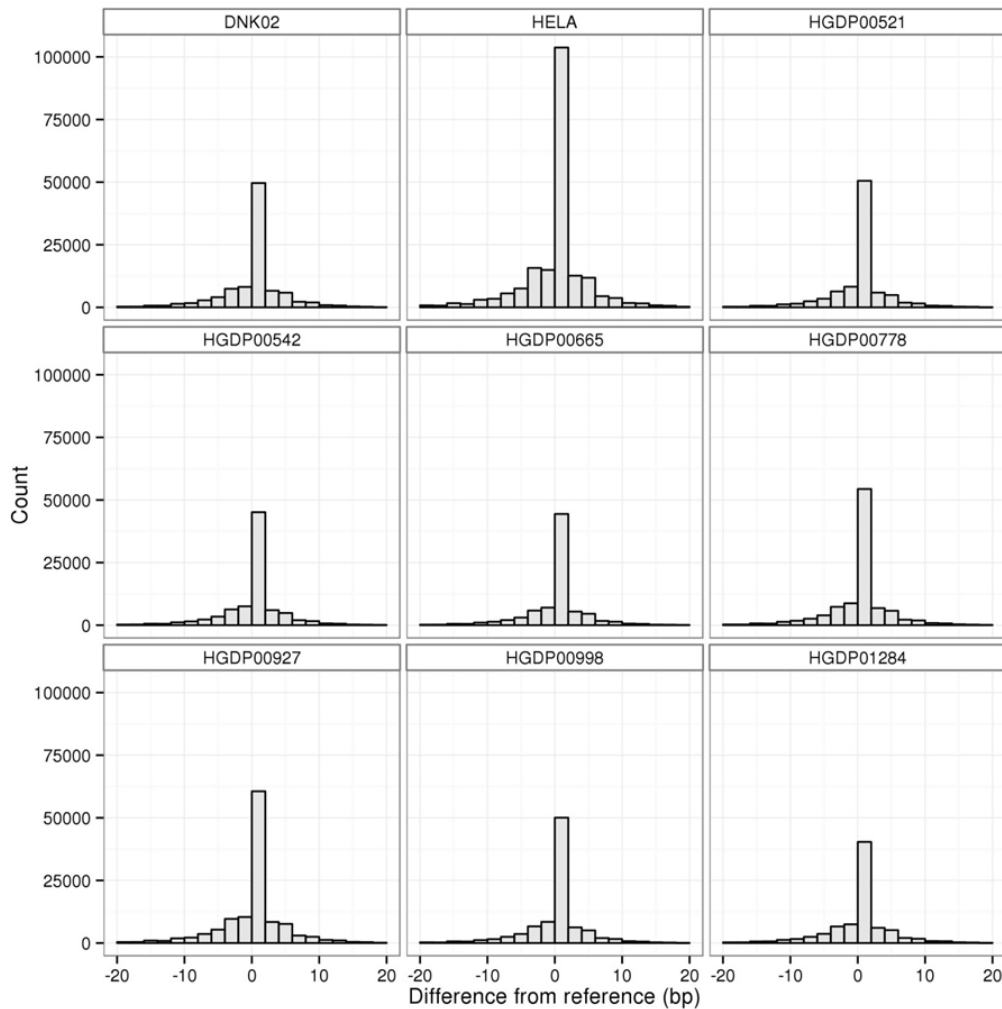 DNK02 HELA HGDP00521
100000
75000
50000
25000
0
HGDP00542 HGDP00665 HGDP00778
100000
75000
50000
25000
0
HGDP00927 HGDP00998 HGDP01284
100000
75000
50000
25000
0
Count
-20 -10 0 10 20 -20 -10 0 10 20 -20 -10 0 10 20
Difference from reference (bp)